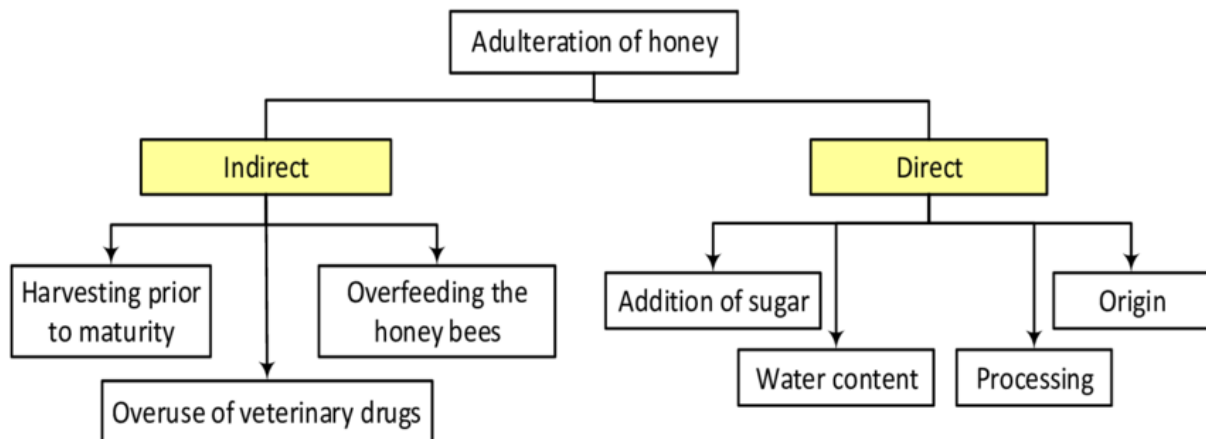 Adulteration of honey
Indirect
Direct
Harvesting prior
to maturity
Overfeeding the
honey bees
Overuse of veterinary drugs
Addition of sugar
Origin
Water content
Processing